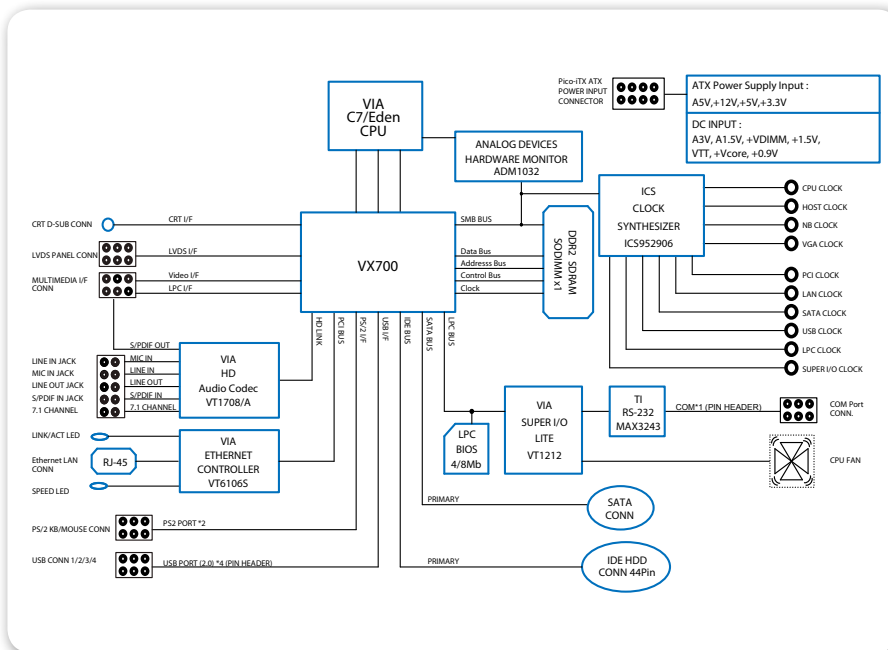 VIA
C7/Eden
CPU
Pico-iTX ATX
POWER INPUT
CONNECTOR
ATX Power Supply Input :
A5V,+12V,+5V,+3.3V
DC INPUT :
A3V, A1.5V, +VDIMM, +1.5V,
VTT, +Vcore, +0.9V
ANALOG DEVICES
HARDWARE MONITOR
ADM1032
ICS
CLOCK
SYNTHESIZER
ICS952906
CPU CLOCK
HOST CLOCK
NB CLOCK
VGA CLOCK
PCI CLOCK
LAN CLOCK
SATA CLOCK
USB CLOCK
LPC CLOCK
SUPER I/O CLOCK
CRT D-SUB CONN
CRT I/F
LVDS PANEL CONN
LVDS I/F
MULTIMEDIA I/F
CONN
Video I/F
LPC I/F
VX700
SMB BUS
Data Bus
Addresss Bus
Control Bus
Clock
DDR2 SDRAM
SODIMM x 1
HD LINK
PCI BUS
PS/2 I/F
USB I/F
IDE BUS
SATA BUS
LPC BUS
S/PDIF OUT
MIC IN
LINE IN
LINE OUT
S/PDIF IN
7.1 CHANNEL
LINE IN JACK
MIC IN JACK
LINE OUT JACK
S/PDIF IN JACK
7.1 CHANNEL
VIA
HD
Audio Codec
VT1708/A
LINK/ACT LED
Ethernet LAN
CONN
RJ-45
SPEED LED
VIA
ETHERNET
CONTROLLER
VT6106S
LPC
BIOS
4/8Mb
VIA
SUPER I/O
LITE
VT1212
TI
RS-232
MAX3243
COM*1 (PIN HEADER)
COM Port
CONN.
CPU FAN
PRIMARY
SATA
CONN
PS/2 KB/MOUSE CONN
PS2 PORT *2
USB CONN 1/2/3/4
USB PORT (2.0) *4 (PIN HEADER)
PRIMARY
IDE HDD
CONN 44Pin